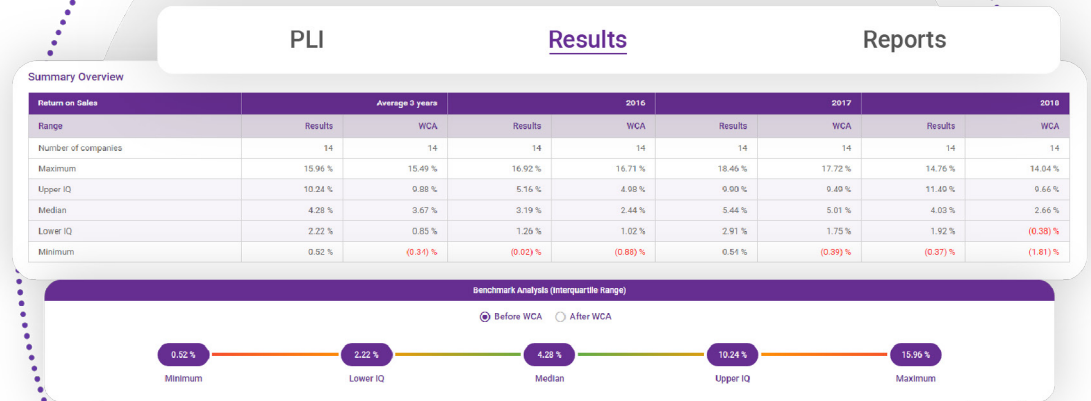 PLI Results Reports
Summary Overview
Return on Sales Average 3 years 2016 2017 2018
Range Results WCA Results WCA Results WCA Results WCA
Number of companies 14 14 14 14 14 14 14 14
Maximum 15.96 % 15.49 % 16.92 % 16.71 % 18.46 % 17.72 % 14.76 % 14.04 %
Upper IQ 10.24 % 9.88 % 5.16 % 4.98 % 9.90 % 9.49 % 11.49 % 9.66 %
Median 4.28 % 3.67 % 3.19 % 2.44 % 5.44 % 5.01 % 4.03 % 2.66 %
Lower IQ 2.22 % 0.85 % 1.26 % 1.02 % 2.91 % 1.75 % 1.92 % (0.38) %
Minimum 0.52 % (0.34) % (0.02) % (0.88) % 0.54 % (0.39) % (0.37) % (1.81) %
Benchmark Analysis (Interquartile Range)
Before WCA After WCA
0.52 % 2.22 % 4.28 % 10.24 % 15.96 %
Minimum Lower IQ Median Upper IQ Maximum